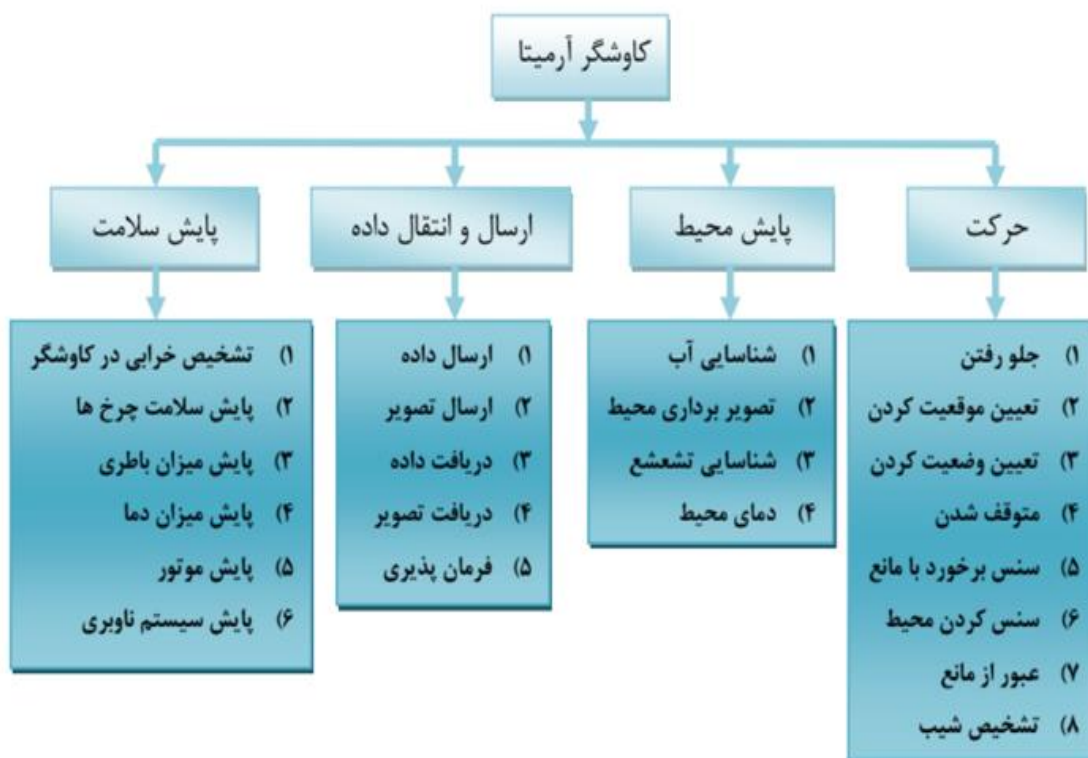 کاوشگر آرمیتا
حرکت
پایش محیط
ارسال و انتقال داده
پایش سلامت
۱) جلو رفتن
۲) تعیین موقعیت کردن
۳) تعیین وضعیت کردن
۴) متوقف شدن
۵) سنس برخورد با مانع
۶) سنس کردن محیط
۷) عبور از مانع
۸) تشخیص شیب
۱) شناسایی آب
۲) تصویر برداری محیط
۳) شناسایی تشعشع
۴) دمای محیط
۱) ارسال داده
۲) ارسال تصویر
۳) دریافت داده
۴) دریافت تصویر
۵) فرمان پذیری
۱) تشخیص خرابی در کاوشگر
۲) پایش سلامت چرخ ها
۳) پایش میزان باطری
۴) پایش میزان دما
۵) پایش موتور
۶) پایش سیستم ناوبری